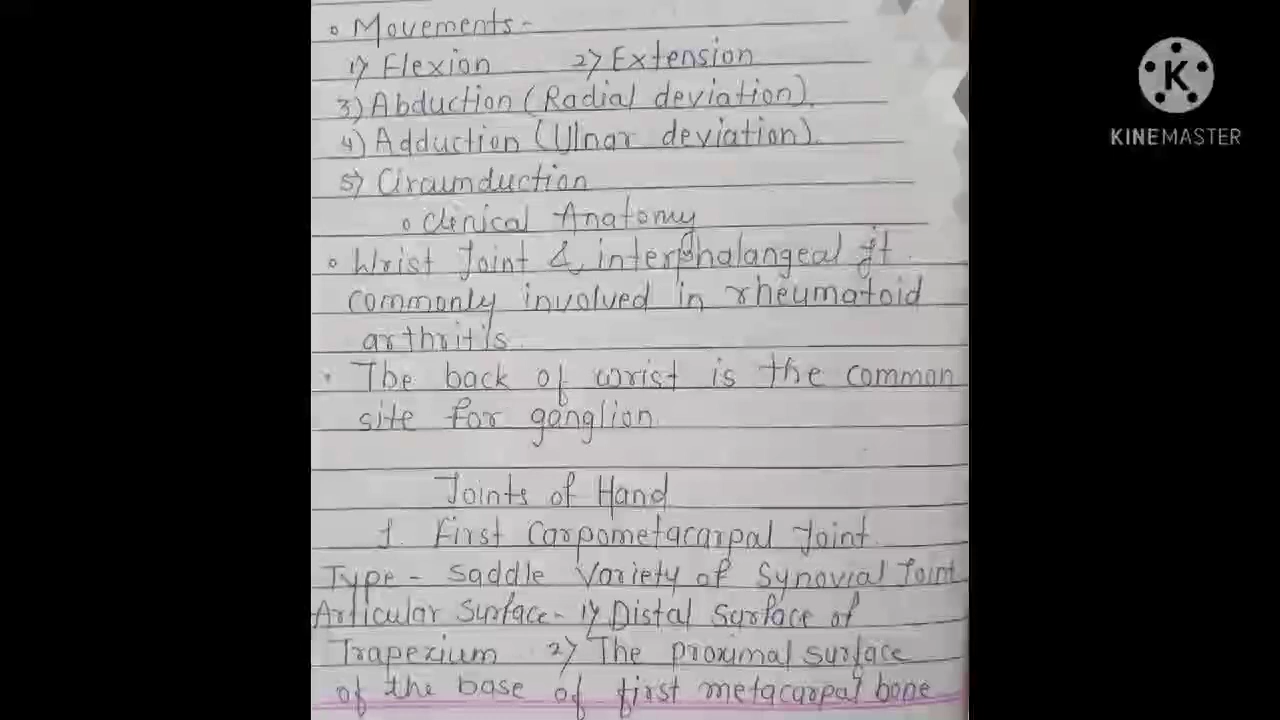 • Movements -
1) Flexion 2) Extension
3) Abduction (Radial deviation).
4) Adduction (Ulnar deviation).
5) Circumduction
• Clinical Anatomy
• Wrist Joint & interphalangeal jt.
commonly involved in rheumatoid
arthritis.
• The back of wrist is the common
site for ganglion.
Joints of Hand
1. First Carpometacarpal Joint
Type - Saddle Variety of Synovial Joint
Articular Surface - 1) Distal Surface of
Trapezium 2) The proximal surface
of the base of first metacarpal bone
K
KINEMASTER